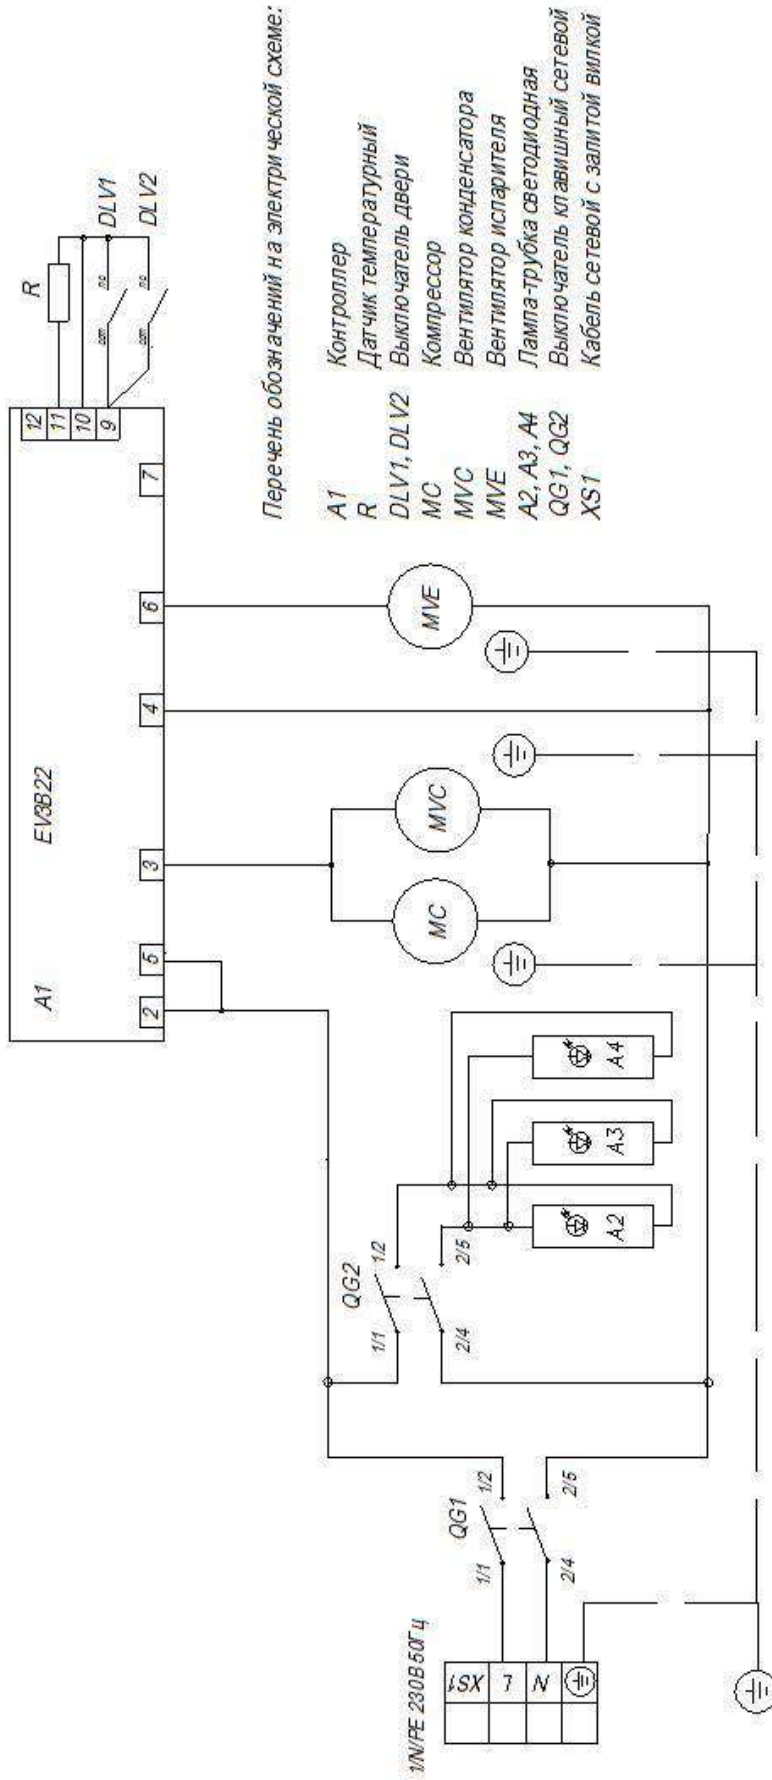 A1
EV3B22
2
5
3
4
6
7
12
11
10
9
R
com
no
DLV1
com
no
DLV2
Перечень обозначений на электрической схеме:
A1 Контроллер
R Датчик температурный
DLV1, DLV2 Выключатель двери
MC Компрессор
MVC Вентилятор конденсатора
MVE Вентилятор испарителя
A2, A3, A4 Лампа-трубка светодиодная
QG1, QG2 Выключатель клавишный сетевой
XS1 Кабель сетевой с залитой вилкой
MC
MVC
MVE
QG2
1/1
1/2
2/4
2/5
A2
A3
A4
QG1
1/1
1/2
2/4
2/5
1/N/PE 230В 50Гц
XS1
L
N